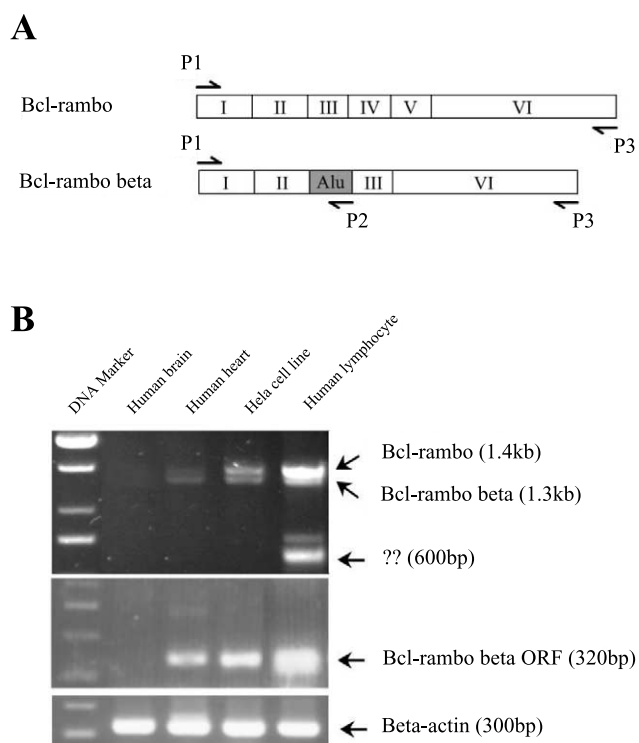 A
P1
Bcl-rambo
I II III IV V VI
P3
P1
Bcl-rambo beta
I II Alu III VI
P2
P3
B
DNA Marker
Human brain
Human heart
Hela cell line
Human lymphocyte
Bcl-rambo (1.4kb)
Bcl-rambo beta (1.3kb)
?? (600bp)
Bcl-rambo beta ORF (320bp)
Beta-actin (300bp)